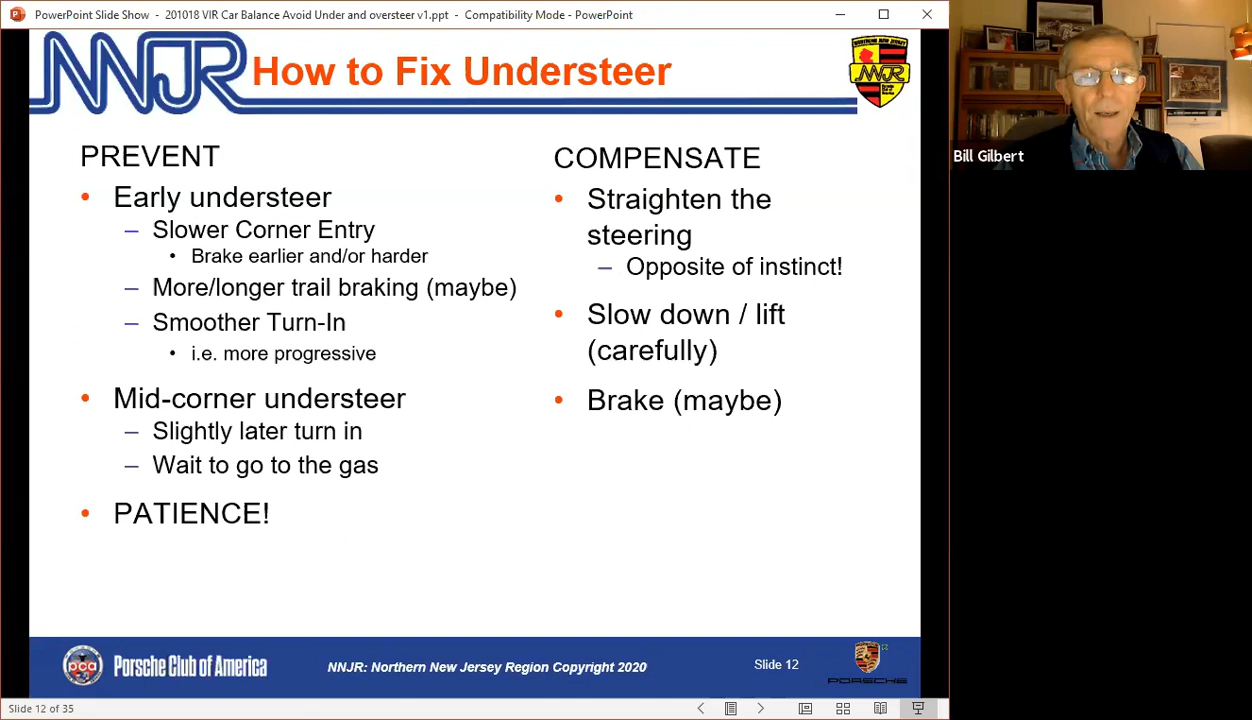 PowerPoint Slide Show - 201018 VIR Car Balance Avoid Under and oversteer v1.ppt - Compatibility Mode - PowerPoint
NNJR
How to Fix Understeer
NNJR
PREVENT
• Early understeer
– Slower Corner Entry
• Brake earlier and/or harder
– More/longer trail braking (maybe)
– Smoother Turn-In
• i.e. more progressive
• Mid-corner understeer
– Slightly later turn in
– Wait to go to the gas
• PATIENCE!
COMPENSATE
• Straighten the
steering
– Opposite of instinct!
• Slow down / lift
(carefully)
• Brake (maybe)
Bill Gilbert
pca
Porsche Club of America
NNJR: Northern New Jersey Region Copyright 2020
Slide 12
PORSCHE
Slide 12 of 35